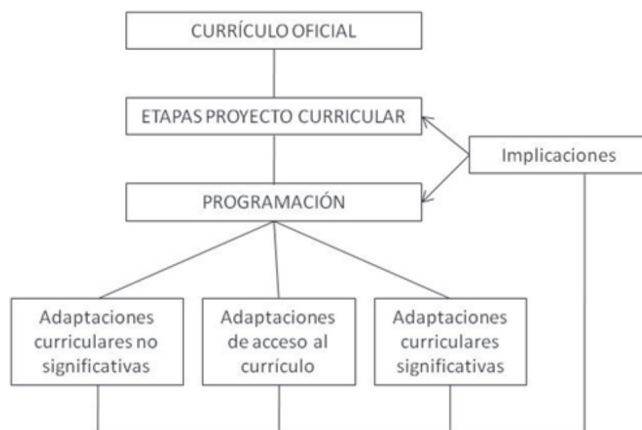 CURRÍCULO OFICIAL
ETAPAS PROYECTO CURRICULAR
Implicaciones
PROGRAMACIÓN
Adaptaciones
curriculares no
significativas
Adaptaciones
de acceso al
currículo
Adaptaciones
curriculares
significativas